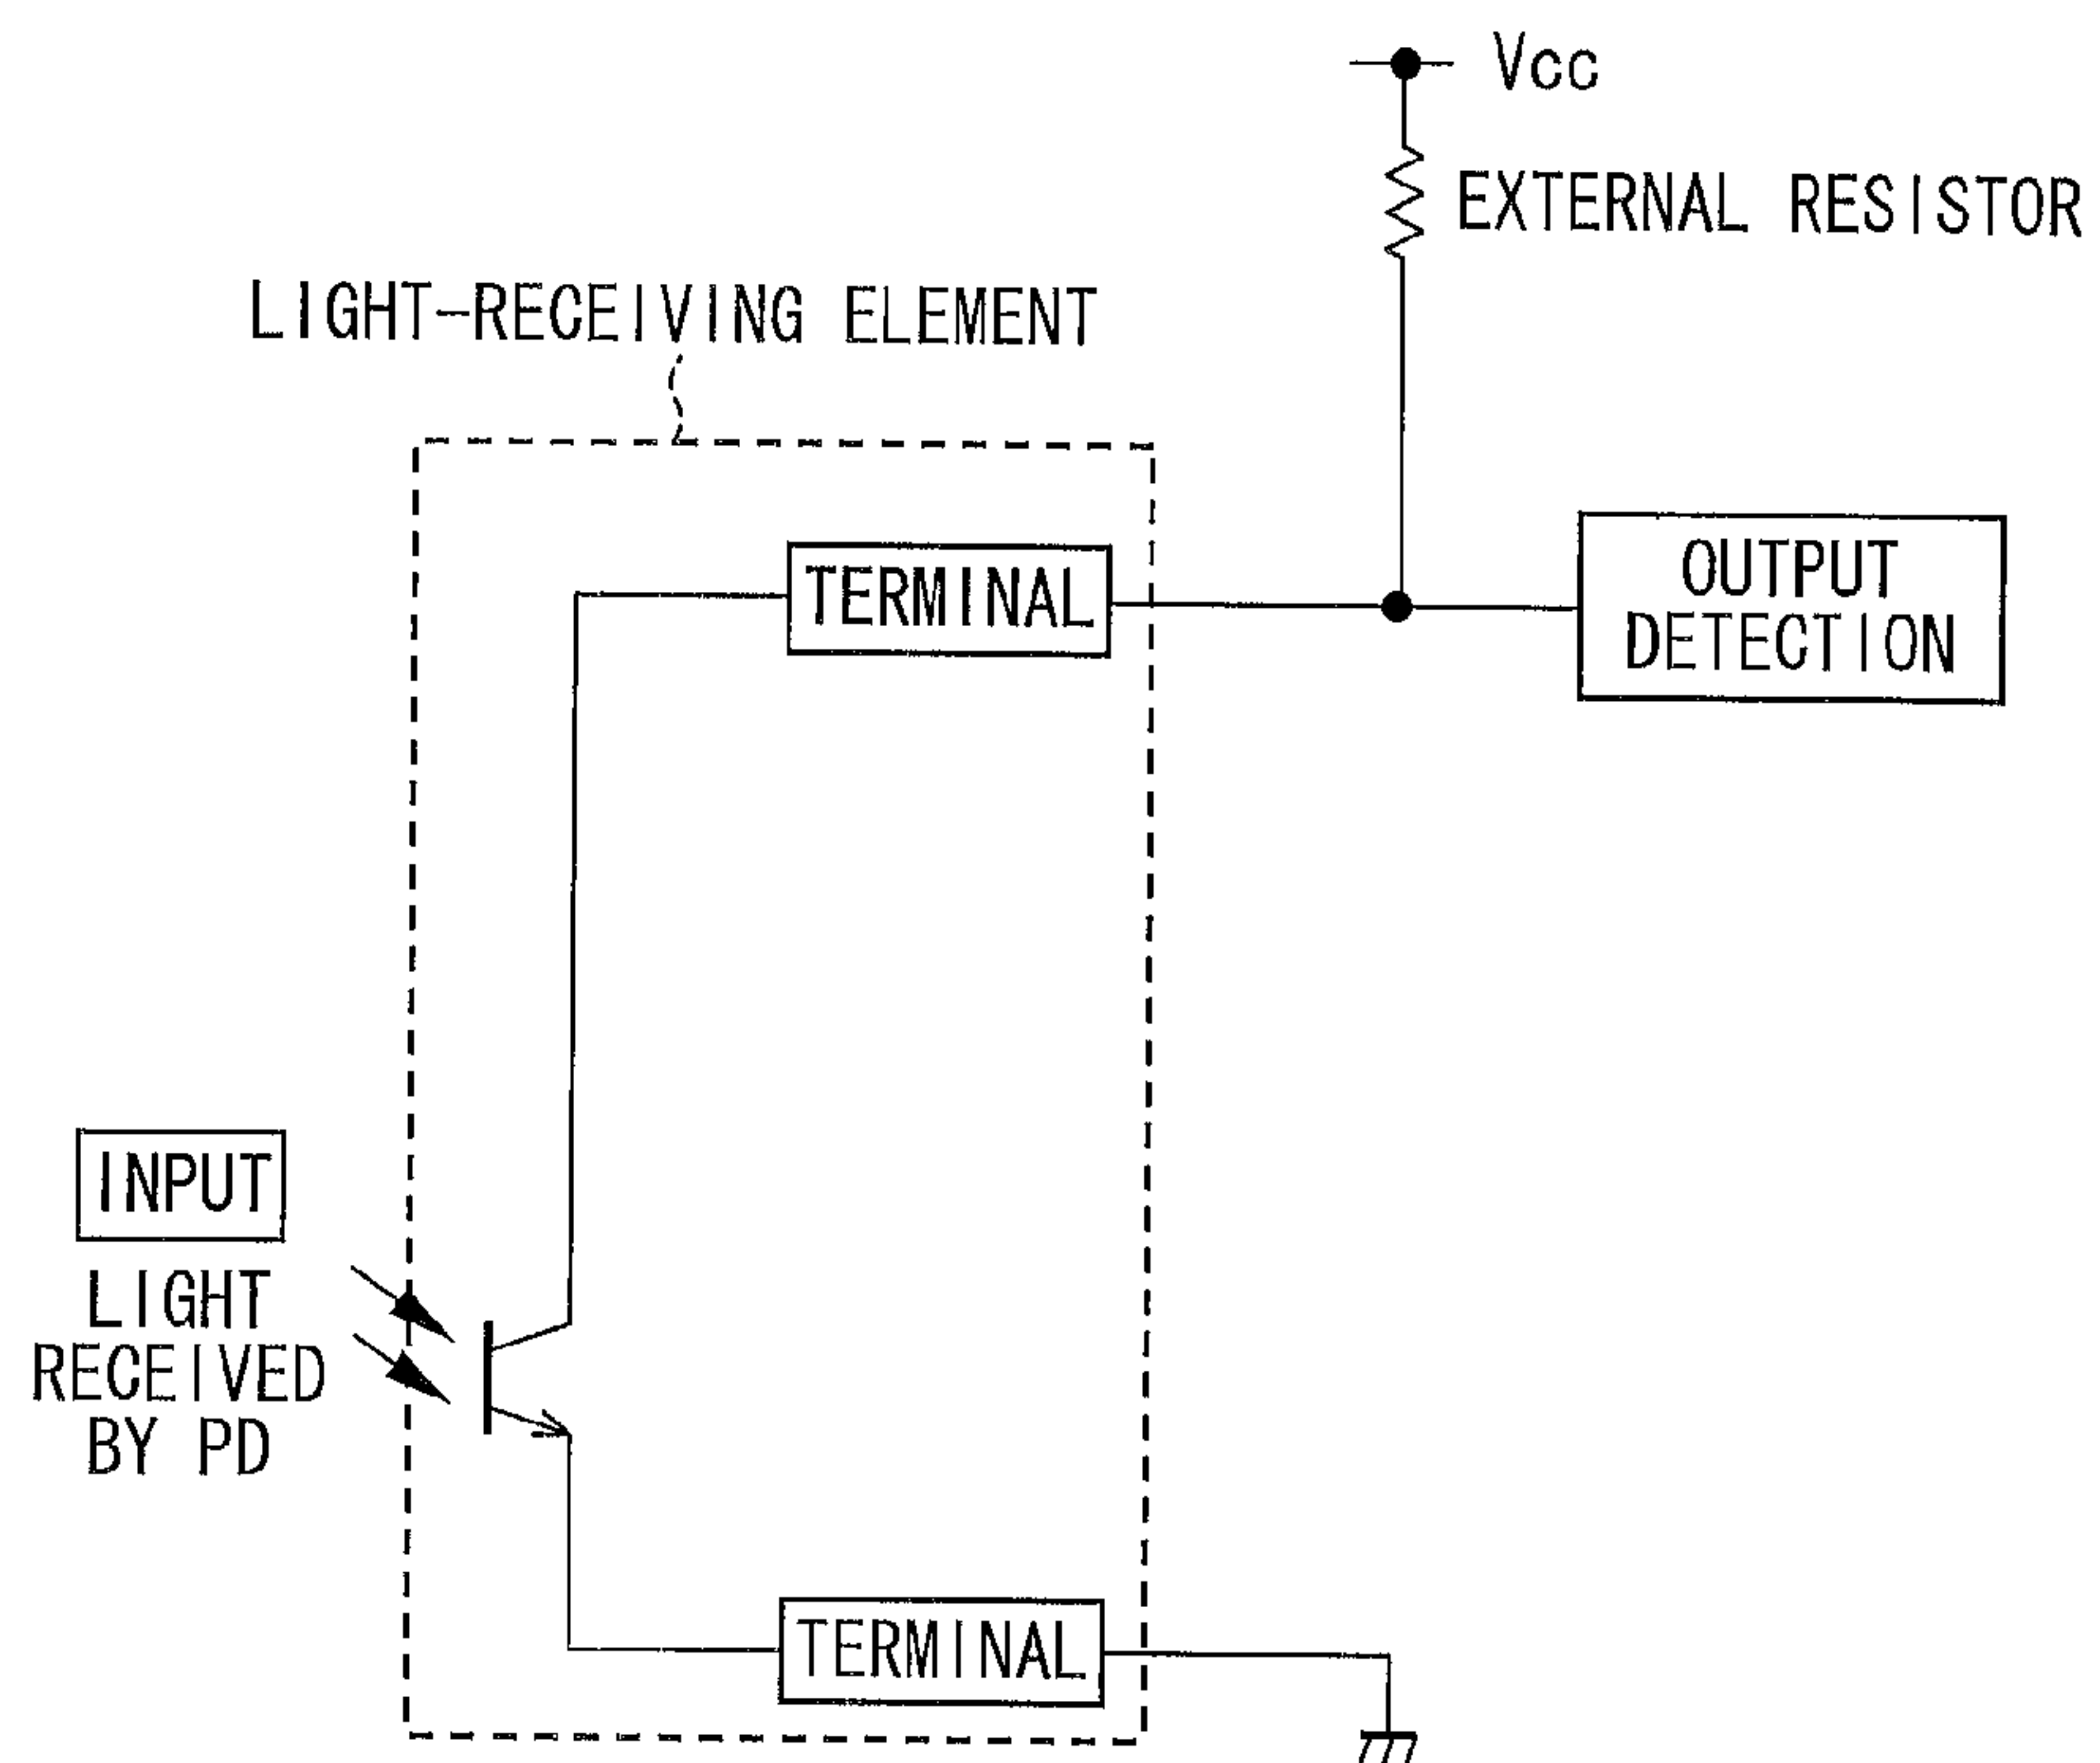 Vcc
EXTERNAL RESISTOR
LIGHT-RECEIVING ELEMENT
TERMINAL
OUTPUT
DETECTION
INPUT
LIGHT
RECEIVED
BY PD
TERMINAL